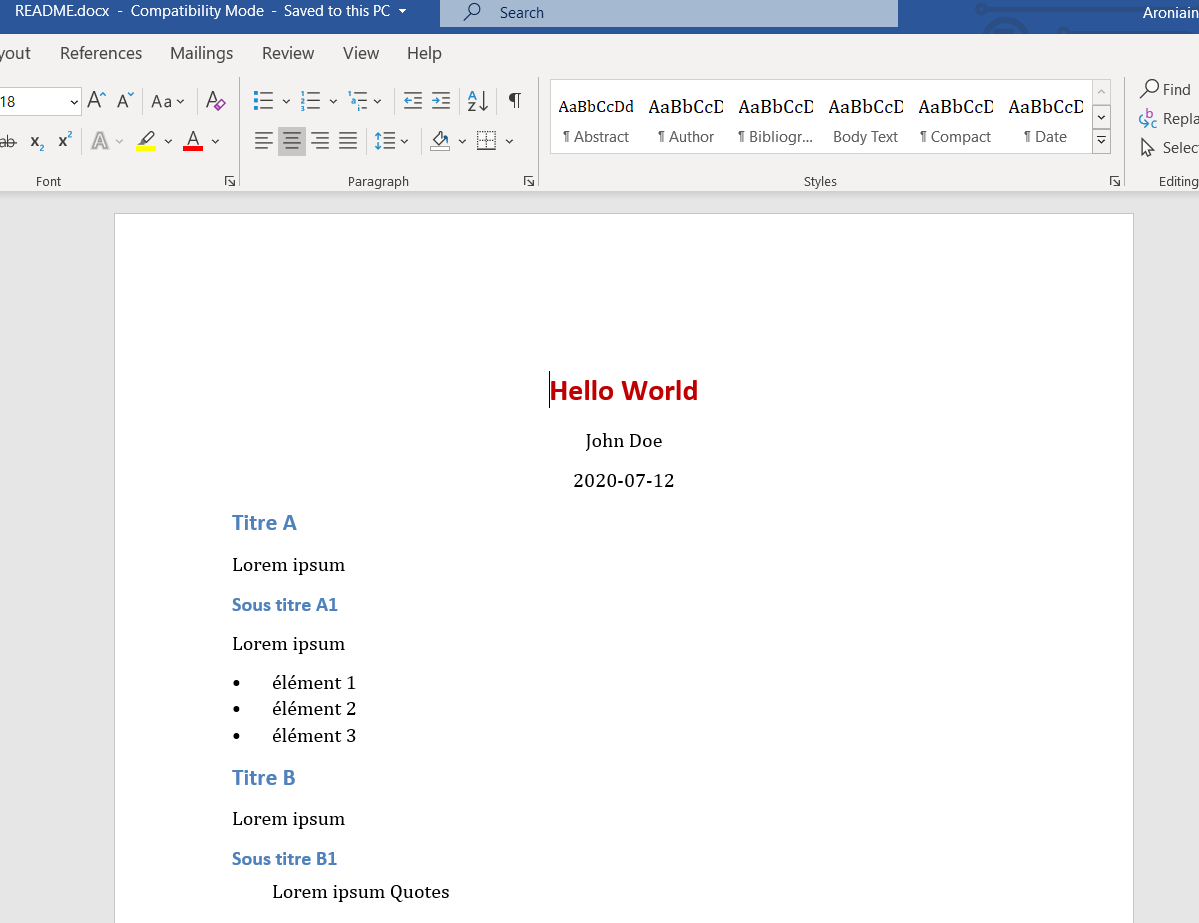 README.docx - Compatibility Mode - Saved to this PC
Search
Aroniain
yout References Mailings Review View Help
18
Aa
Find
Repla
Selec
AaBbCcDd AaBbCcD AaBbCcD AaBbCcD AaBbCcD AaBbCcD
¶ Abstract ¶ Author ¶ Bibliogr... Body Text ¶ Compact ¶ Date
Font Paragraph Styles Editing
Hello World
John Doe
2020-07-12
Titre A
Lorem ipsum
Sous titre A1
Lorem ipsum
• élément 1
• élément 2
• élément 3
Titre B
Lorem ipsum
Sous titre B1
Lorem ipsum Quotes